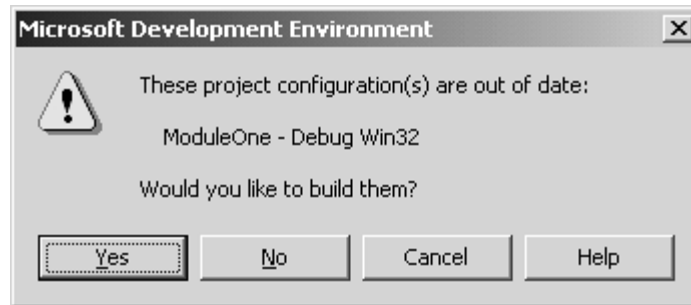 Microsoft Development Environment
These project configuration(s) are out of date:
ModuleOne - Debug Win32
Would you like to build them?
Yes No Cancel Help